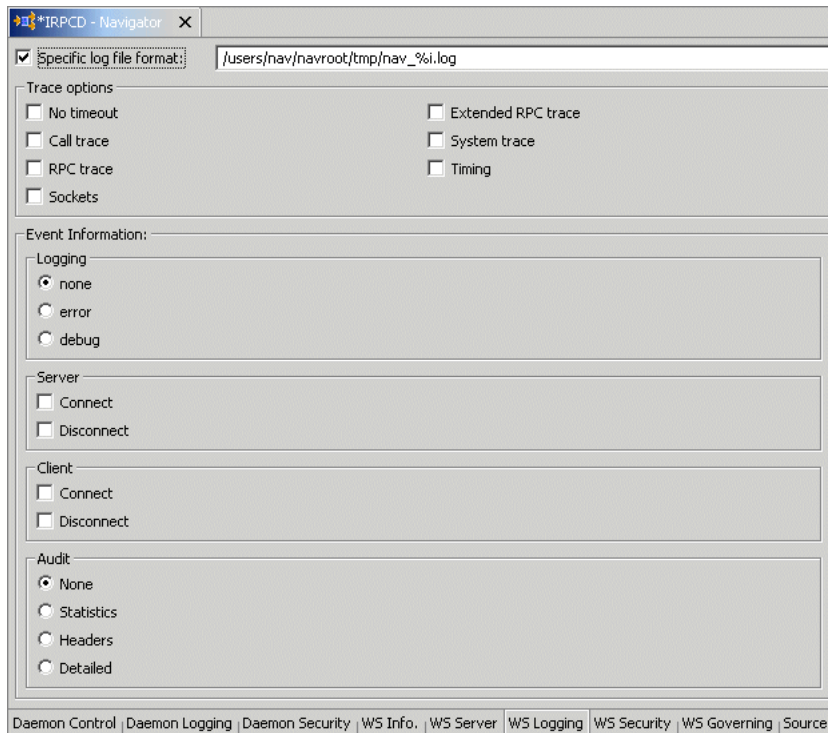 *IRPCD - Navigator
Specific log file format: /users/nav/navroot/tmp/nav_%i.log
Trace options
No timeout Extended RPC trace
Call trace System trace
RPC trace Timing
Sockets
Event Information:
Logging
none
error
debug
Server
Connect
Disconnect
Client
Connect
Disconnect
Audit
None
Statistics
Headers
Detailed
Daemon Control Daemon Logging Daemon Security WS Info. WS Server WS Logging WS Security WS Governing Source